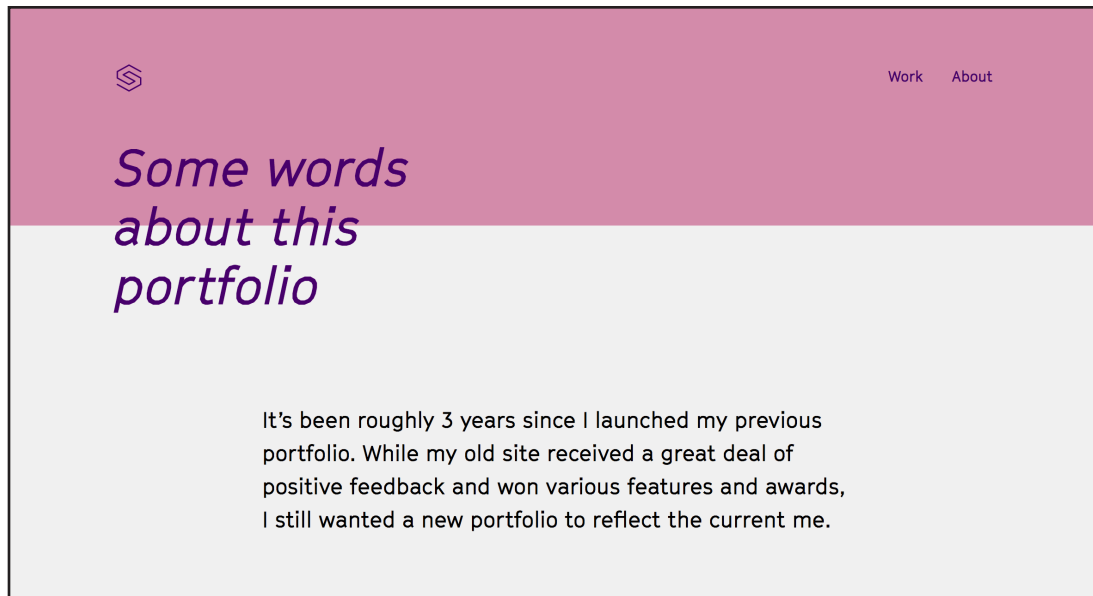 Work About
Some words
about this
portfolio
It’s been roughly 3 years since I launched my previous
portfolio. While my old site received a great deal of
positive feedback and won various features and awards,
I still wanted a new portfolio to reflect the current me.